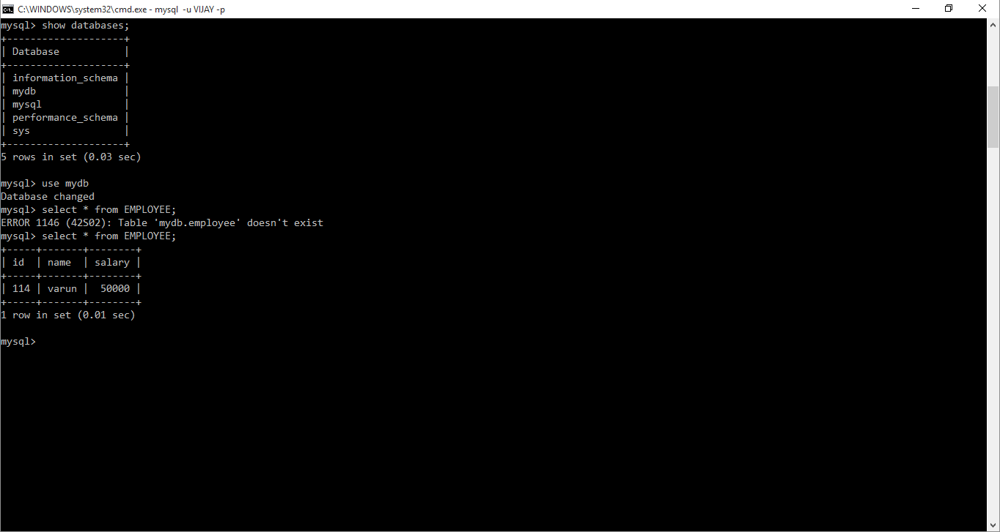 C:\WINDOWS\system32\cmd.exe - mysql  -u VIJAY -p
mysql> show databases;
+--------------------+
| Database           |
+--------------------+
| information_schema |
| mydb               |
| mysql              |
| performance_schema |
| sys                |
+--------------------+
5 rows in set (0.03 sec)

mysql> use mydb
Database changed
mysql> select * from EMPLOYEE;
ERROR 1146 (42S02): Table 'mydb.employee' doesn't exist
mysql> select * from EMPLOYEE;
+-----+-------+--------+
| id  | name  | salary |
+-----+-------+--------+
| 114 | varun |  50000 |
+-----+-------+--------+
1 row in set (0.01 sec)

mysql>